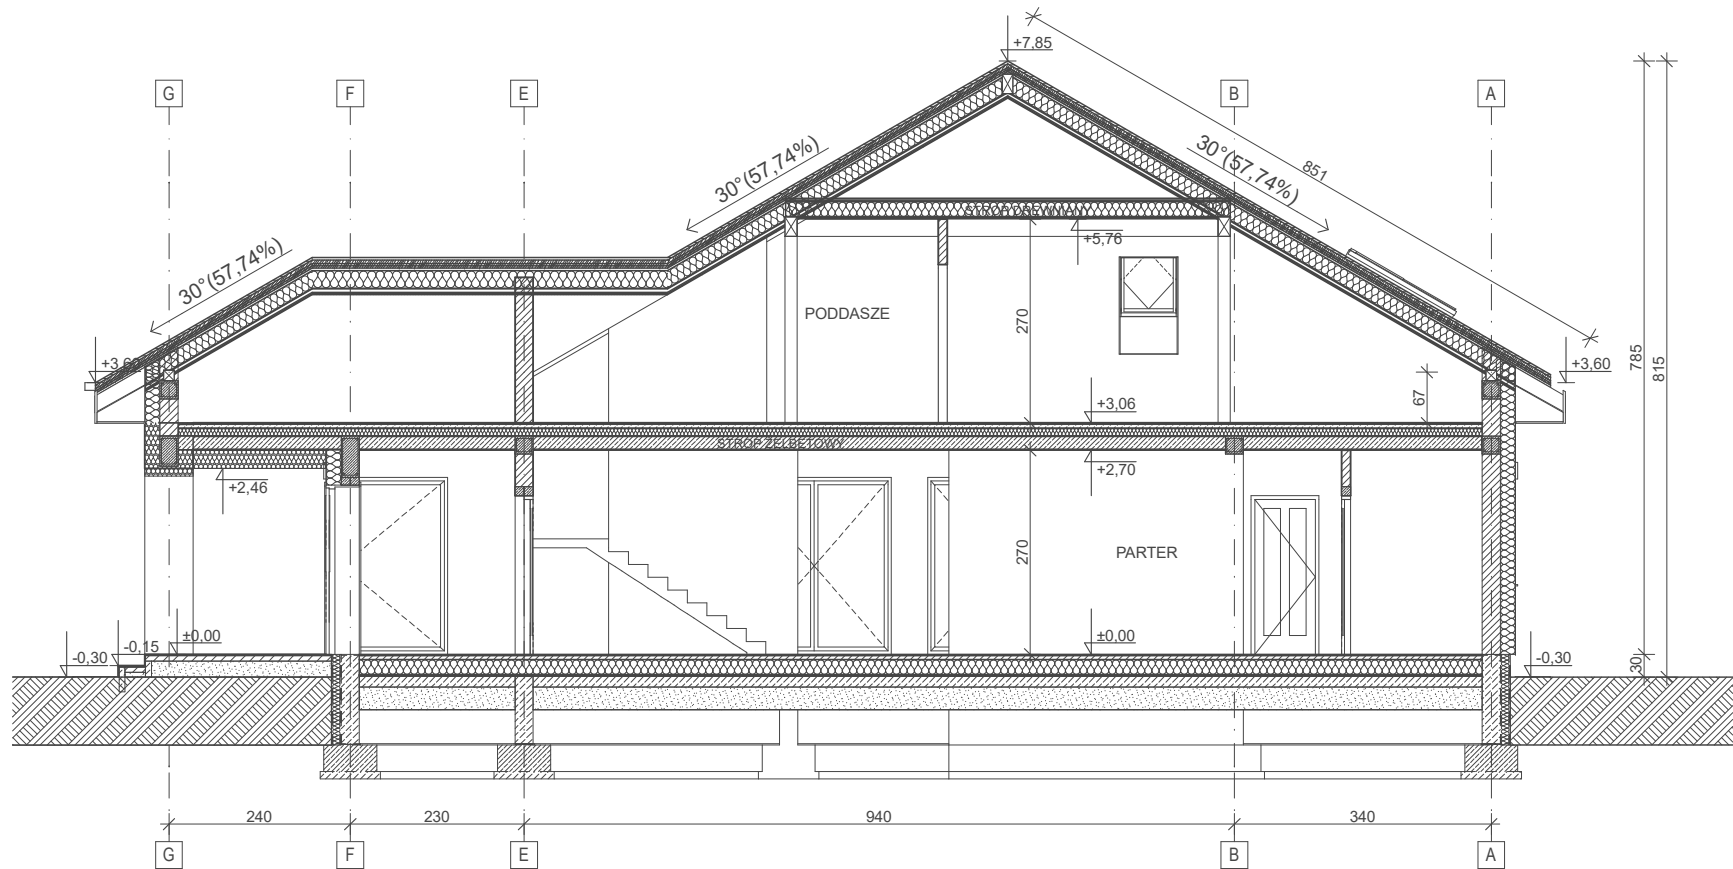 +7,85
G
F
E
B
A
30°(57,74%)
30°(57,74%)
30°(57,74%)
851
STROP DREWNIANY
+5,76
PODDASZE
270
+3,60
+3,60
785
815
67
+3,06
STROP ŻELBETOWY
+2,70
+2,46
270
PARTER
±0,00
±0,00
-0,15
-0,30
-0,30
30
240
230
940
340
G
F
E
B
A